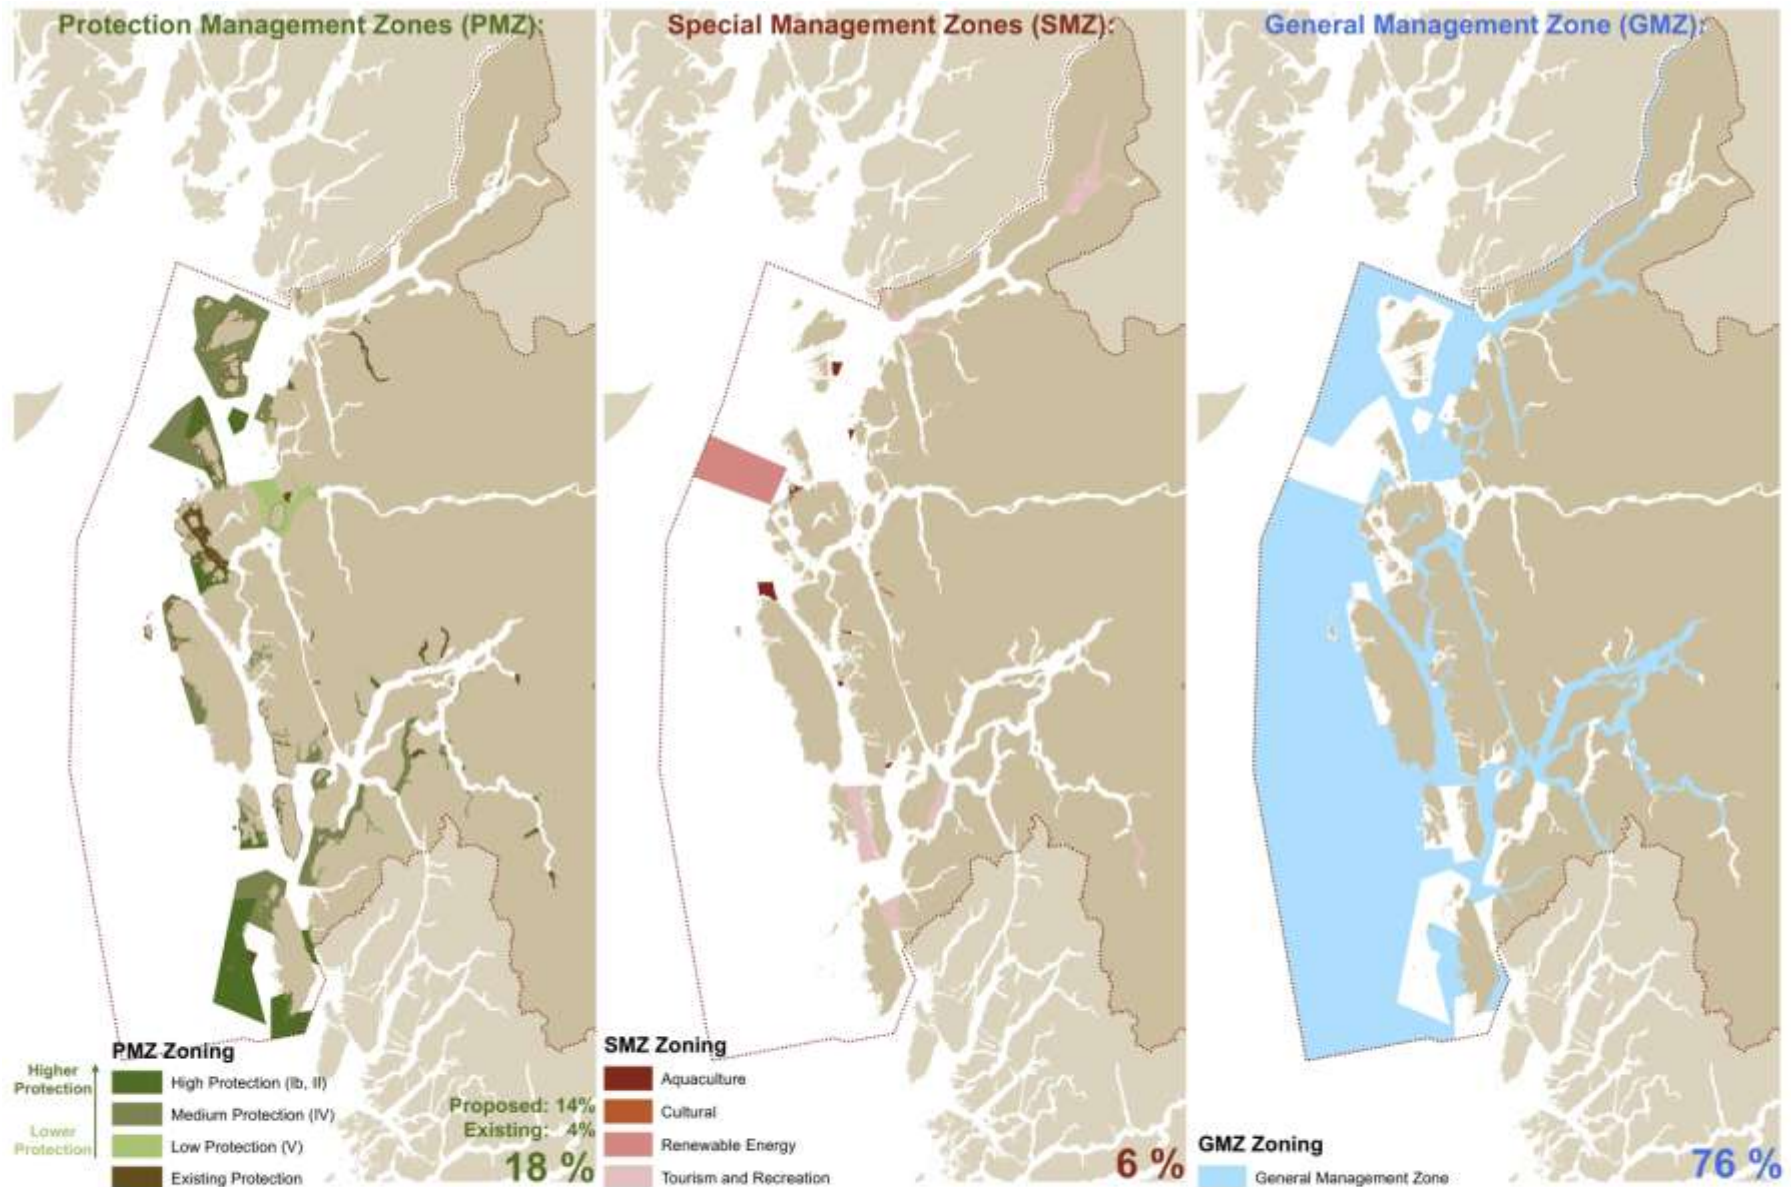 Protection Management Zones (PMZ):
Special Management Zones (SMZ):
General Management Zone (GMZ):
PMZ Zoning
Higher
Protection
Lower
Protection
High Protection (Ib, II)
Medium Protection (IV)
Low Protection (V)
Existing Protection
Proposed: 14%
Existing: 4%
18 %
SMZ Zoning
Aquaculture
Cultural
Renewable Energy
Tourism and Recreation
6 %
GMZ Zoning
General Management Zone
76 %